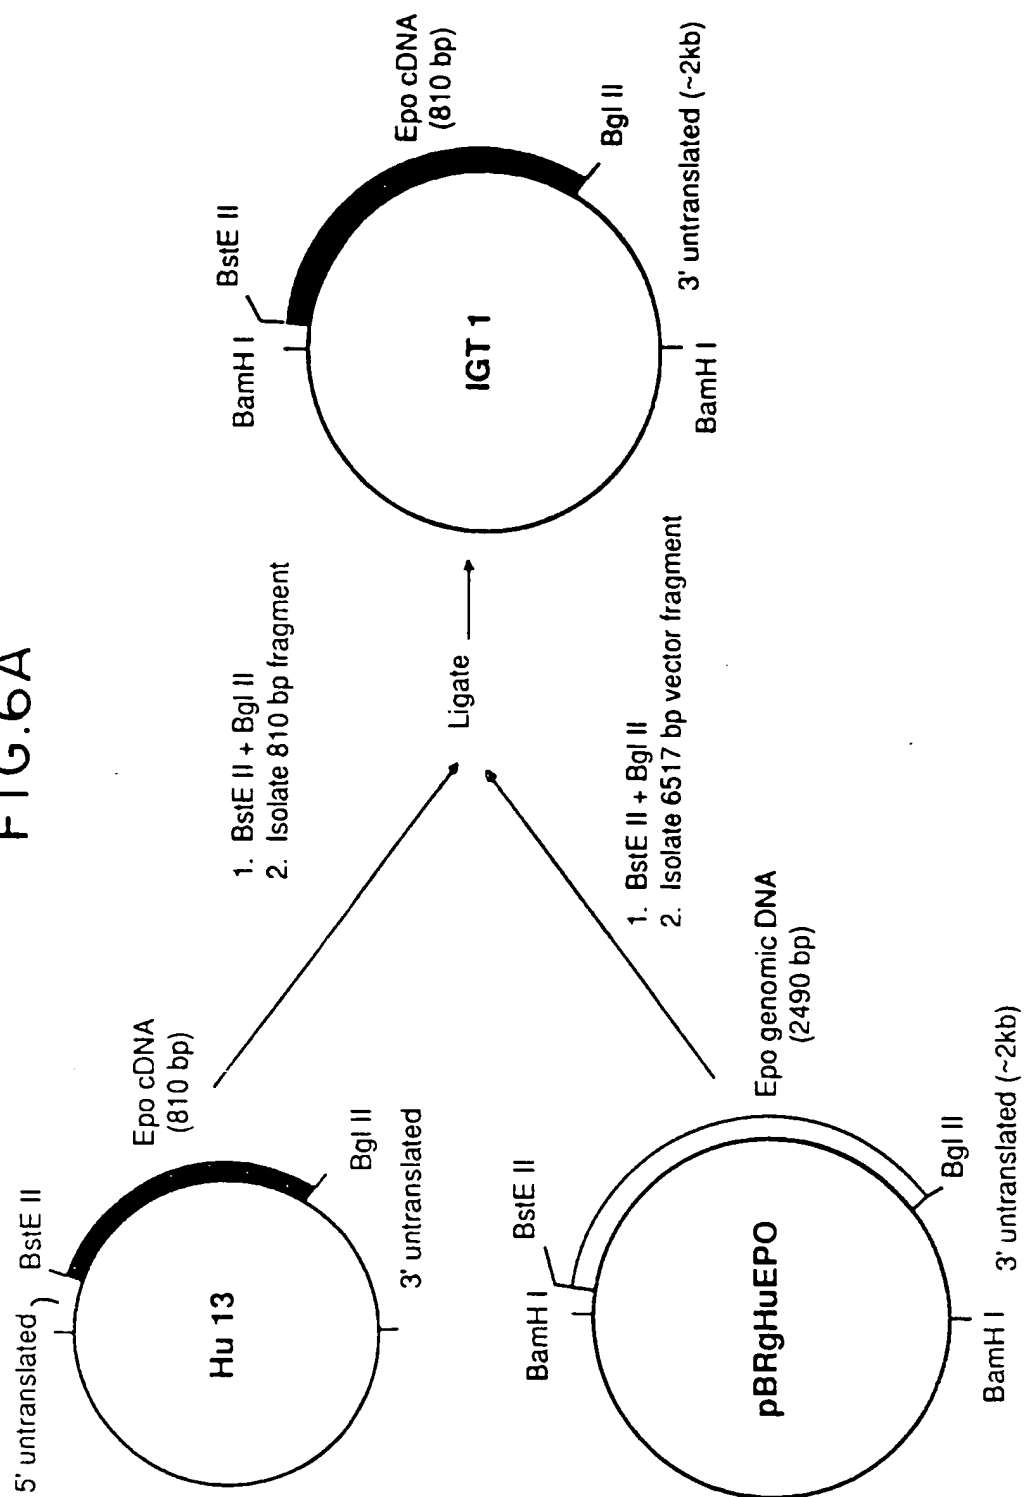 FIG.6A
5' untranslated
BstE II
Epo cDNA
(810 bp)
Hu 13
Bgl II
3' untranslated
1. BstE II + Bgl II
2. Isolate 810 bp fragment
BamH I
BstE II
Epo genomic DNA
(2490 bp)
pBRgHuEPO
Bgl II
BamH I
3' untranslated (~2kb)
1. BstE II + Bgl II
2. Isolate 6517 bp vector fragment
Ligate
BamH I
BstE II
Epo cDNA
(810 bp)
IGT 1
Bgl II
BamH I
3' untranslated (~2kb)